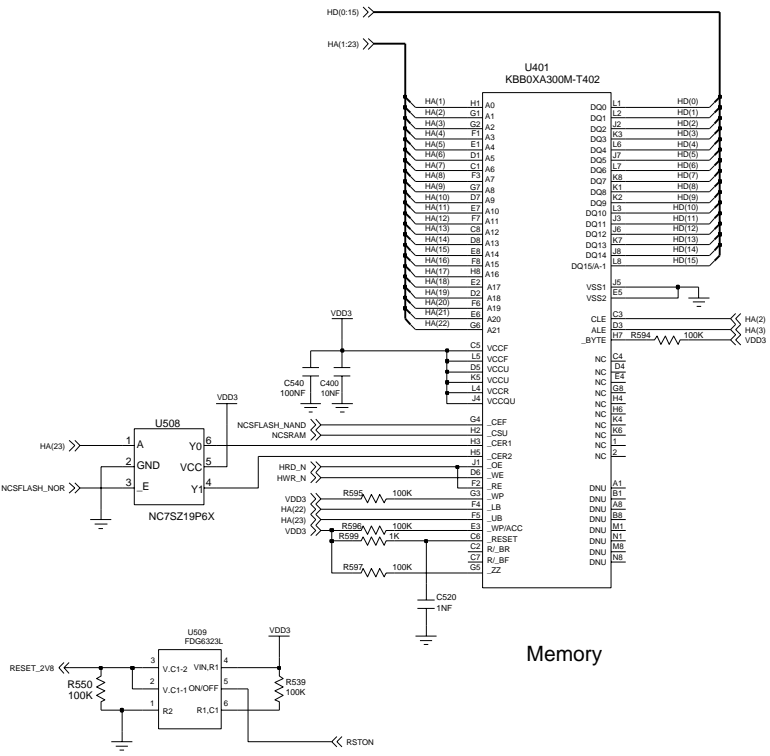 HD(0:15)
HA(1:23)
U401
KBB0XA300M-T402
HA(1) H1 A0 DQ0 L1 HD(0)
HA(2) G1 A1 DQ1 L2 HD(1)
HA(3) G2 A2 DQ2 J2 HD(2)
HA(4) F1 A3 DQ3 K3 HD(3)
HA(5) E1 A4 DQ4 L6 HD(4)
HA(6) D1 A5 DQ5 J7 HD(5)
HA(7) C1 A6 DQ6 L7 HD(6)
HA(8) F3 A7 DQ7 K8 HD(7)
HA(9) G7 A8 DQ8 K1 HD(8)
HA(10) D7 A9 DQ9 K2 HD(9)
HA(11) E7 A10 DQ10 L3 HD(10)
HA(12) F7 A11 DQ11 J3 HD(11)
HA(13) C8 A12 DQ12 J6 HD(12)
HA(14) D8 A13 DQ13 K7 HD(13)
HA(15) E8 A14 DQ14 J8 HD(14)
HA(16) F8 A15 DQ15/A-1 L8 HD(15)
HA(17) H8 A16
HA(18) E2 A17 VSS1 J5
HA(19) D2 A18 VSS2 E5
HA(20) F6 A19
HA(21) E6 A20 CLE C3 HA(2)
HA(22) G6 A21 ALE D3 HA(3)
_BYTE H7 R594 100K VDD3
VDD3
C5 VCCF NC C4
L5 VCCF NC D4
D5 VCCU NC E4
K5 VCCU NC G8
L4 VCCR NC H4
J4 VCCQU NC H6
NC K4
NC K6
NC 1
NC 2
C540
100NF
C400
10NF
NCSFLASH_NAND G4 _CEF
NCSRAM H2 _CSU
H3 _CER1
H5 _CER2
HRD_N J1 _OE
HWR_N D6 _WE
F2 _RE
VDD3 R595 100K G3 _WP
HA(22) F4 _LB
HA(23) F5 _UB
VDD3 R596 100K E3 _WP/ACC
R599 1K C6 _RESET
C2 R/_BR
C7 R/_BF
R597 100K G5 _ZZ
DNU A1
DNU B1
DNU A8
DNU B8
DNU M1
DNU N1
DNU M8
DNU N8
C520
1NF
VDD3
U508
HA(23) 1 A Y0 6
2 GND VCC 5
NCSFLASH_NOR 3 _E Y1 4
NC7SZ19P6X
Memory
U509
FDG6323L
VDD3
RESET_2V8 3 V.C1-2 VIN,R1 4
2 V.C1-1 ON/OFF 5
1 R2 R1,C1 6
R550
100K
R539
100K
RSTON